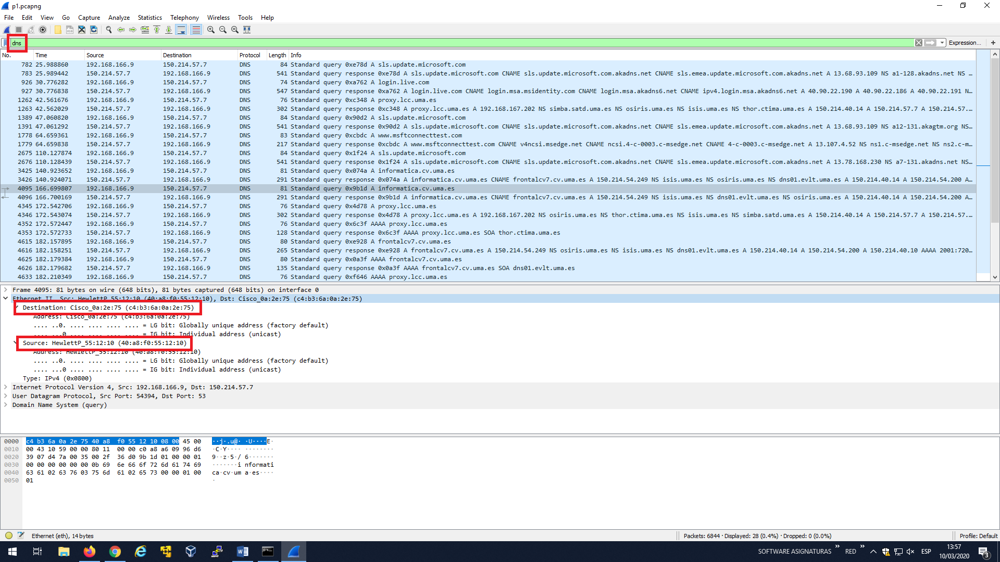 p1.pcapng
File Edit View Go Capture Analyze Statistics Telephony Wireless Tools Help
dns Expression... +
No. Time Source Destination Protocol Length Info
782 25.988860 192.168.166.9 150.214.57.7 DNS 84 Standard query 0xe78d A sls.update.microsoft.com
783 25.989442 150.214.57.7 192.168.166.9 DNS 541 Standard query response 0xe78d A sls.update.microsoft.com CNAME sls.update.microsoft.com.akadns.net CNAME sls.emea.update.microsoft.com.akadns.net A 13.68.93.109 NS a1-128.akadns.net NS …
926 30.776282 192.168.166.9 150.214.57.7 DNS 74 Standard query 0xa762 A login.live.com
927 30.776838 150.214.57.7 192.168.166.9 DNS 547 Standard query response 0xa762 A login.live.com CNAME login.msa.msidentity.com CNAME login.msa.akadns6.net CNAME ipv4.login.msa.akadns6.net A 40.90.22.190 A 40.90.22.186 A 40.90.22.191 N…
1262 42.561676 192.168.166.9 150.214.57.7 DNS 76 Standard query 0xc348 A proxy.lcc.uma.es
1263 42.562029 150.214.57.7 192.168.166.9 DNS 302 Standard query response 0xc348 A proxy.lcc.uma.es A 192.168.167.202 NS simba.satd.uma.es NS osiris.uma.es NS isis.uma.es NS thor.ctima.uma.es A 150.214.40.14 A 150.214.57.7 A 150.214.57.…
1389 47.060820 192.168.166.9 150.214.57.7 DNS 84 Standard query 0x90d2 A sls.update.microsoft.com
1391 47.061292 150.214.57.7 192.168.166.9 DNS 541 Standard query response 0x90d2 A sls.update.microsoft.com CNAME sls.update.microsoft.com.akadns.net CNAME sls.emea.update.microsoft.com.akadns.net A 13.68.93.109 NS a12-131.akagtm.org NS…
1778 64.659361 192.168.166.9 150.214.57.7 DNS 83 Standard query 0xcbdc A www.msftconnecttest.com
1779 64.659838 150.214.57.7 192.168.166.9 DNS 217 Standard query response 0xcbdc A www.msftconnecttest.com CNAME v4ncsi.msedge.net CNAME ncsi.4-c-0003.c-msedge.net CNAME 4-c-0003.c-msedge.net A 13.107.4.52 NS ns1.c-msedge.net NS ns2.c-m…
2675 110.127874 192.168.166.9 150.214.57.7 DNS 84 Standard query 0x1f24 A sls.update.microsoft.com
2676 110.128439 150.214.57.7 192.168.166.9 DNS 541 Standard query response 0x1f24 A sls.update.microsoft.com CNAME sls.update.microsoft.com.akadns.net CNAME sls.emea.update.microsoft.com.akadns.net A 13.78.168.230 NS a7-131.akadns.net NS…
3425 140.923652 192.168.166.9 150.214.57.7 DNS 81 Standard query 0x074a A informatica.cv.uma.es
3426 140.924071 150.214.57.7 192.168.166.9 DNS 291 Standard query response 0x074a A informatica.cv.uma.es CNAME frontalcv7.cv.uma.es A 150.214.54.249 NS isis.uma.es NS osiris.uma.es NS dns01.evlt.uma.es A 150.214.40.14 A 150.214.54.200 A…
4095 166.699807 192.168.166.9 150.214.57.7 DNS 81 Standard query 0x9b1d A informatica.cv.uma.es
4096 166.700169 150.214.57.7 192.168.166.9 DNS 291 Standard query response 0x9b1d A informatica.cv.uma.es CNAME frontalcv7.cv.uma.es A 150.214.54.249 NS isis.uma.es NS dns01.evlt.uma.es NS osiris.uma.es A 150.214.40.14 A 150.214.54.200 A…
4345 172.542706 192.168.166.9 150.214.57.7 DNS 76 Standard query 0x4d78 A proxy.lcc.uma.es
4346 172.543074 150.214.57.7 192.168.166.9 DNS 302 Standard query response 0x4d78 A proxy.lcc.uma.es A 192.168.167.202 NS osiris.uma.es NS thor.ctima.uma.es NS isis.uma.es NS simba.satd.uma.es A 150.214.40.14 A 150.214.57.7 A 150.214.57.…
4352 172.572447 192.168.166.9 150.214.57.7 DNS 76 Standard query 0x6c3f AAAA proxy.lcc.uma.es
4353 172.572733 150.214.57.7 192.168.166.9 DNS 128 Standard query response 0x6c3f AAAA proxy.lcc.uma.es SOA thor.ctima.uma.es
4615 182.157895 192.168.166.9 150.214.57.7 DNS 80 Standard query 0xe928 A frontalcv7.cv.uma.es
4616 182.158251 150.214.57.7 192.168.166.9 DNS 265 Standard query response 0xe928 A frontalcv7.cv.uma.es A 150.214.54.249 NS osiris.uma.es NS isis.uma.es NS dns01.evlt.uma.es A 150.214.40.14 A 150.214.54.200 A 150.214.40.10 AAAA 2001:720…
4625 182.179384 192.168.166.9 150.214.57.7 DNS 80 Standard query 0x0a3f AAAA frontalcv7.cv.uma.es
4626 182.179682 150.214.57.7 192.168.166.9 DNS 135 Standard query response 0x0a3f AAAA frontalcv7.cv.uma.es SOA dns01.evlt.uma.es
4633 182.210349 192.168.166.9 150.214.57.7 DNS 76 Standard query 0xf646 AAAA proxy.lcc.uma.es
Frame 4095: 81 bytes on wire (648 bits), 81 bytes captured (648 bits) on interface 0
Ethernet II, Src: HewlettP_55:12:10 (40:a8:f0:55:12:10), Dst: Cisco_0a:2e:75 (c4:b3:6a:0a:2e:75)
Destination: Cisco_0a:2e:75 (c4:b3:6a:0a:2e:75)
Address: Cisco_0a:2e:75 (c4:b3:6a:0a:2e:75)
.... ..0. .... .... .... .... = LG bit: Globally unique address (factory default)
.... ...0 .... .... .... .... = IG bit: Individual address (unicast)
Source: HewlettP_55:12:10 (40:a8:f0:55:12:10)
Address: HewlettP_55:12:10 (40:a8:f0:55:12:10)
.... ..0. .... .... .... .... = LG bit: Globally unique address (factory default)
.... ...0 .... .... .... .... = IG bit: Individual address (unicast)
Type: IPv4 (0x0800)
Internet Protocol Version 4, Src: 192.168.166.9, Dst: 150.214.57.7
User Datagram Protocol, Src Port: 54394, Dst Port: 53
Domain Name System (query)
0000 c4 b3 6a 0a 2e 75 40 a8 f0 55 12 10 08 00 45 00 ··j·.u@· ·U····E·
0010 00 43 10 59 00 00 80 11 00 00 c0 a8 a6 09 96 d6 ·C·Y···· ········
0020 39 07 d4 7a 00 35 00 2f 36 d0 9b 1d 01 00 00 01 9··z·5·/ 6·······
0030 00 00 00 00 00 00 0b 69 6e 66 6f 72 6d 61 74 69 ·······i nformati
0040 63 61 02 63 76 03 75 6d 61 02 65 73 00 00 01 00 ca·cv·um a·es····
0050 01 ·
Ethernet (eth), 14 bytes Packets: 6844 · Displayed: 28 (0.4%) · Dropped: 0 (0.0%) Profile: Default
SOFTWARE ASIGNATURAS » RED » ESP 13:57
10/03/2020 3